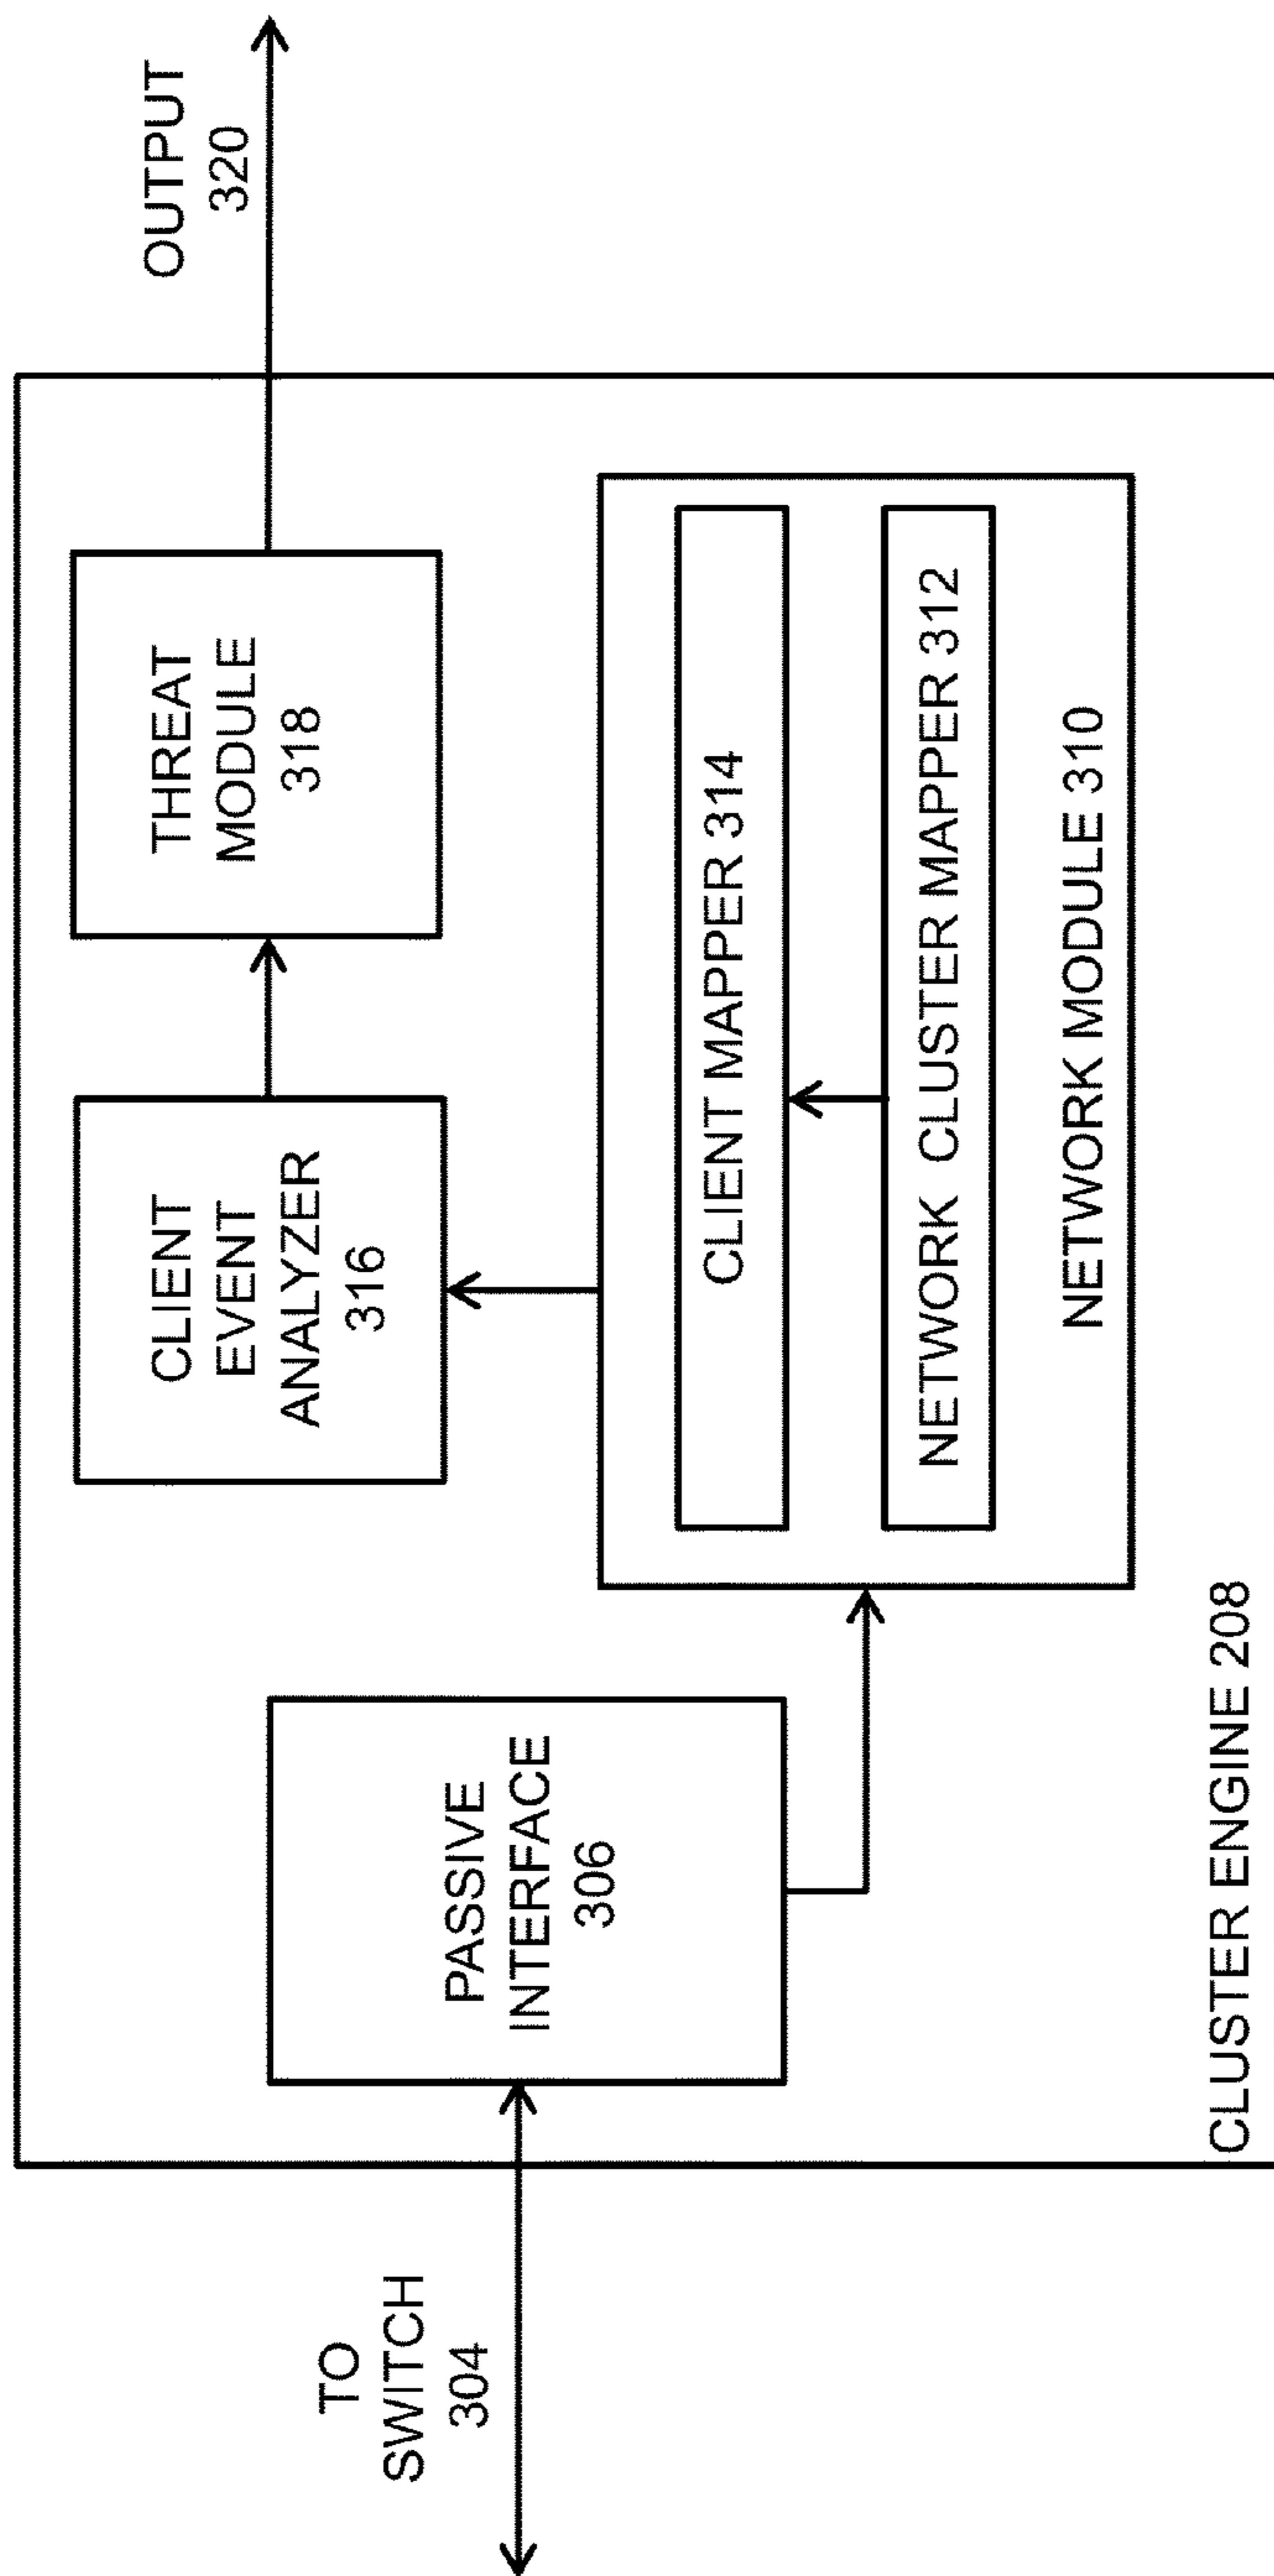 TO
SWITCH
304
PASSIVE
INTERFACE
306
CLIENT
EVENT
ANALYZER
316
THREAT
MODULE
318
OUTPUT
320
CLIENT MAPPER 314
NETWORK CLUSTER MAPPER 312
NETWORK MODULE 310
CLUSTER ENGINE 208